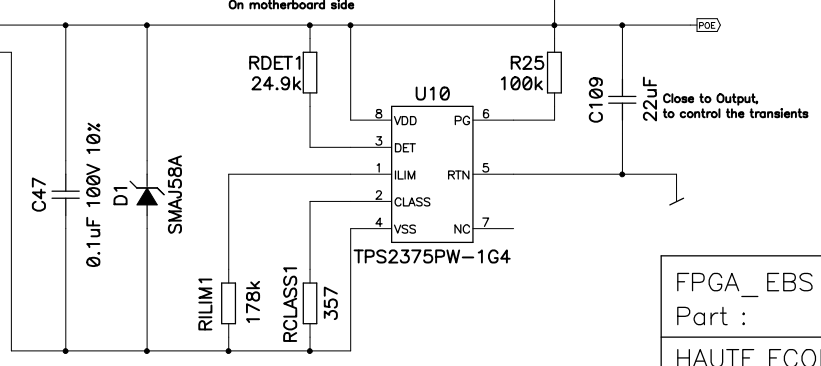 On motherboard side
POE
RDET1
24.9k
R25
100k
C109
22uF
Close to Output,
to control the transients
U10
8 VDD PG 6
3 DET
1 ILIM RTN 5
2 CLASS
4 VSS NC 7
TPS2375PW-1G4
C47
0.1uF 100V 10%
D1
SMAJ58A
RILIM1
178k
RCLASS1
357
FPGA_EBS
Part :
HAUTE ECOL